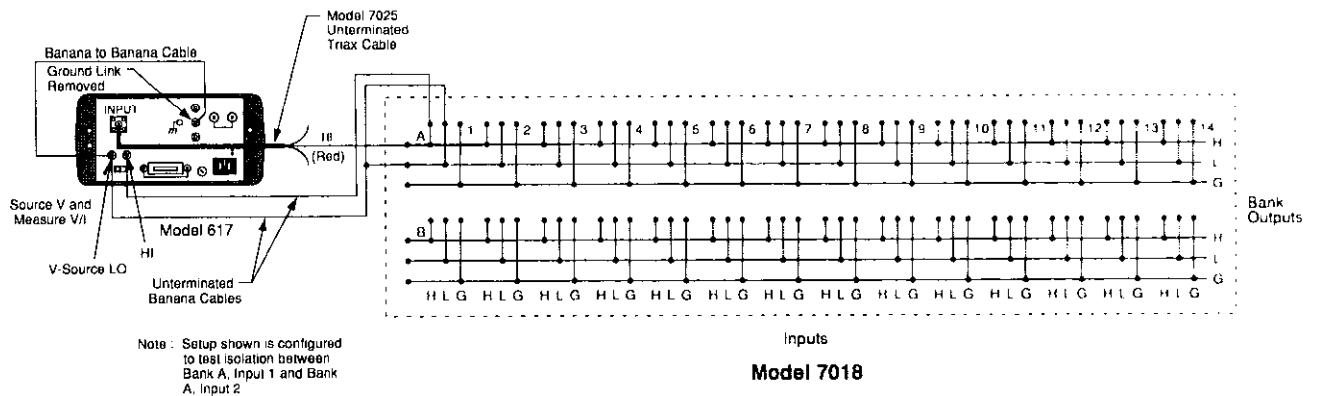 Model 7025
Unterminated
Triax Cable
Banana to Banana Cable
Ground Link
Removed
INPUT
HI
(Red)
A 1 2 3 4 5 6 7 8 9 10 11 12 13 14
H
L
G
Source V and
Measure V/I
Model 617
HI
V-Source LO
Unterminated
Banana Cables
Bank
Outputs
B
H
L
G
H L G H L G H L G H L G H L G H L G H L G H L G H L G H L G H L G H L G H L G H L G
Inputs
Note : Setup shown is configured
to test isolation between
Bank A, Input 1 and Bank
A, Input 2
Model 7018